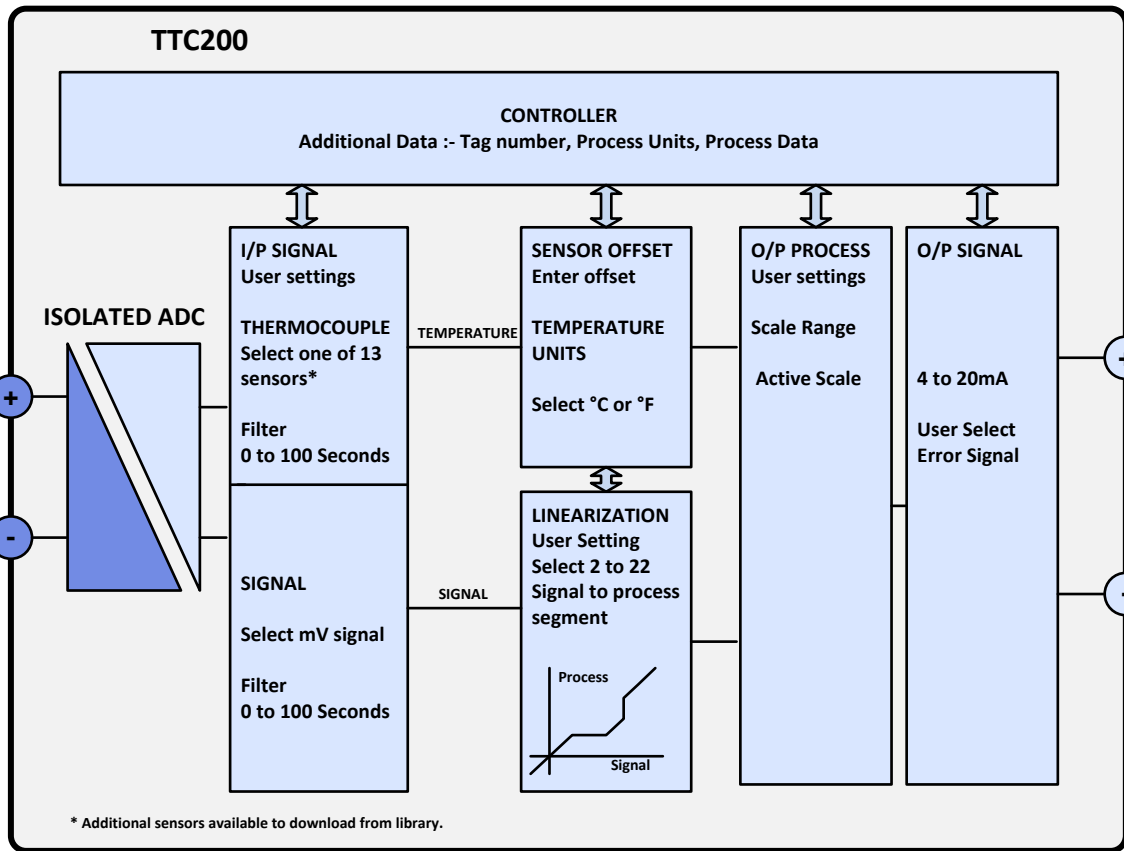 TTC200
CONTROLLER
Additional Data :- Tag number, Process Units, Process Data
ISOLATED ADC
+
-
I/P SIGNAL
User settings
THERMOCOUPLE
Select one of 13
sensors*
Filter
0 to 100 Seconds
SIGNAL
Select mV signal
Filter
0 to 100 Seconds
TEMPERATURE
SIGNAL
SENSOR OFFSET
Enter offset
TEMPERATURE
UNITS
Select °C or °F
LINEARIZATION
User Setting
Select 2 to 22
Signal to process
segment
Process
Signal
O/P PROCESS
User settings
Scale Range
Active Scale
O/P SIGNAL
4 to 20mA
User Select
Error Signal
* Additional sensors available to download from library.